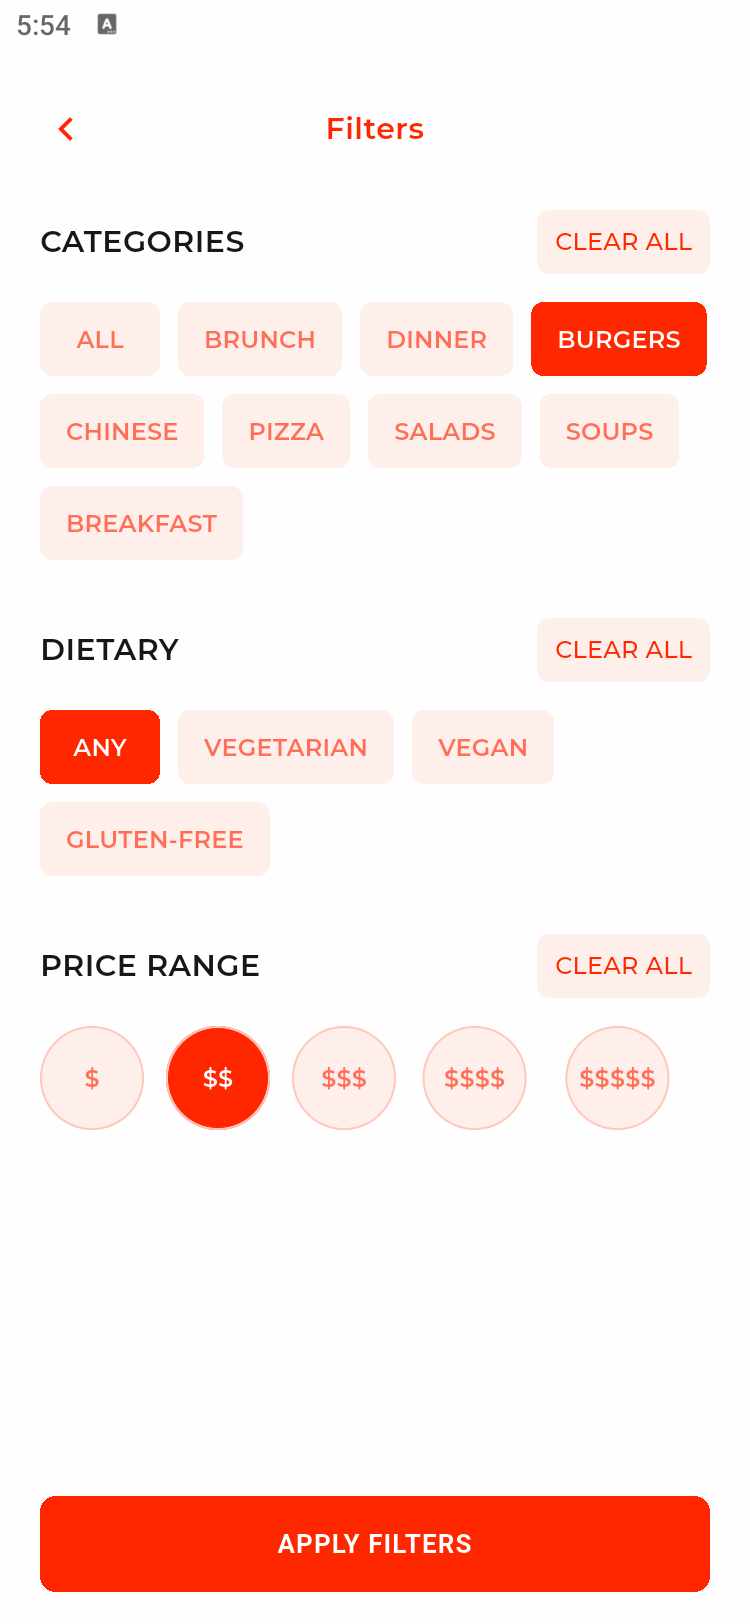 5:54
Filters
CATEGORIES CLEAR ALL
ALL BRUNCH DINNER BURGERS
CHINESE PIZZA SALADS SOUPS
BREAKFAST
DIETARY CLEAR ALL
ANY VEGETARIAN VEGAN
GLUTEN-FREE
PRICE RANGE CLEAR ALL
$ $$ $$$ $$$$ $$$$$
APPLY FILTERS